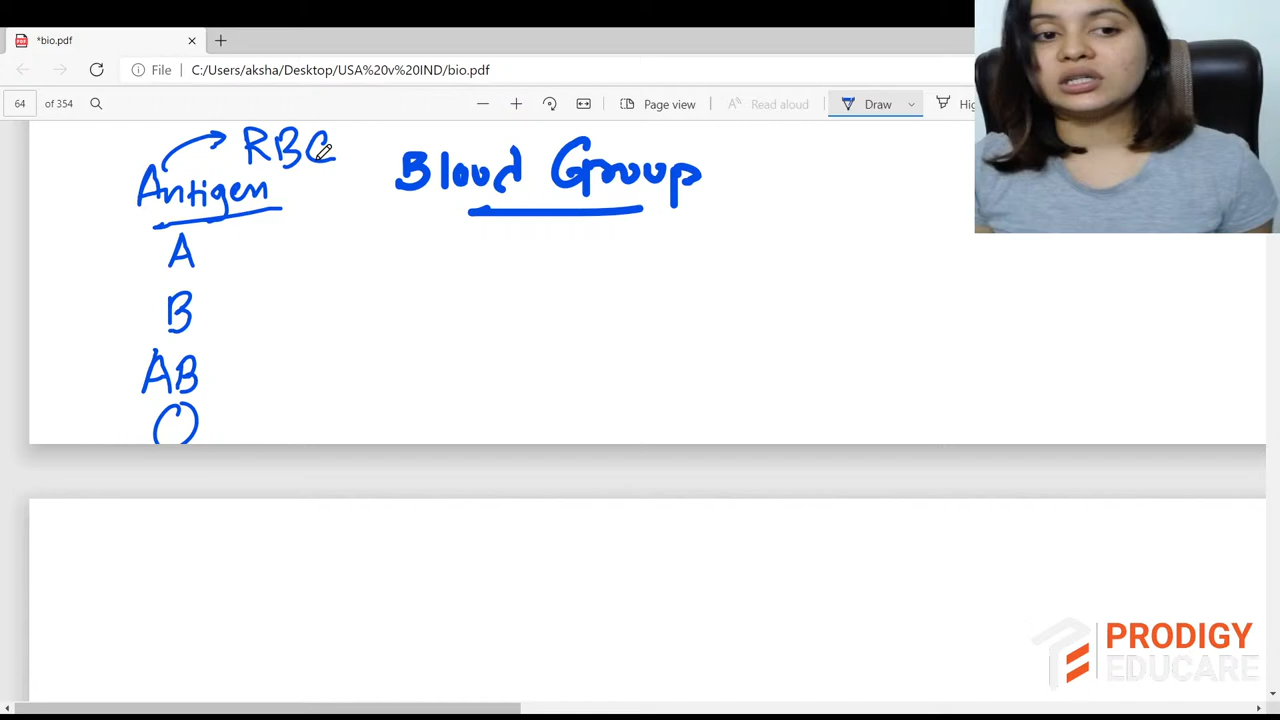 *bio.pdf
File C:/Users/aksha/Desktop/USA%20v%20IND/bio.pdf
64 of 354 Page view Read aloud Draw Hig
RBC
Antigen
Blood Group
A
B
AB
O
PRODIGY
EDUCARE